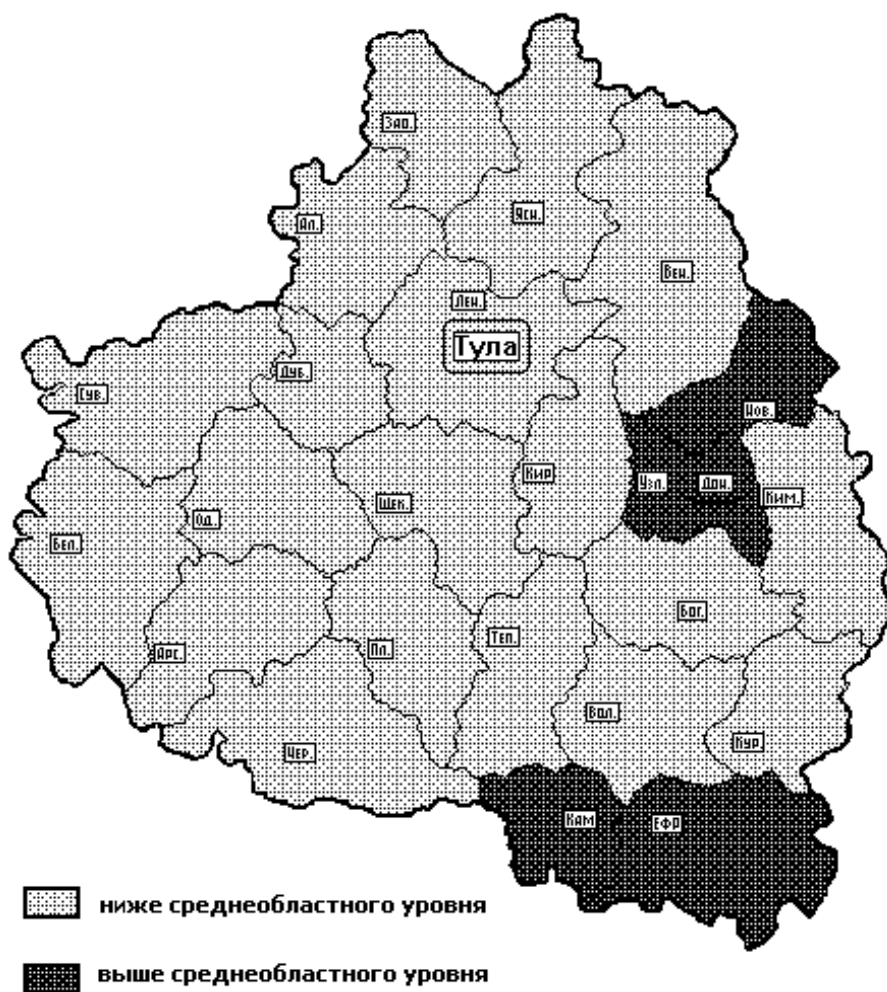 Зао.
Ал.
Ясн.
Вен.
Лен.
Тула
Сув.
Дуб.
Нов.
Кир
Узл.
Дон.
Ким.
Щек.
Од.
Бел.
Бог.
Теп.
Пл.
Арс.
Вол.
Кур.
Чер.
Кам
Ефр
ниже среднеобластного уровня
выше среднеобластного уровня